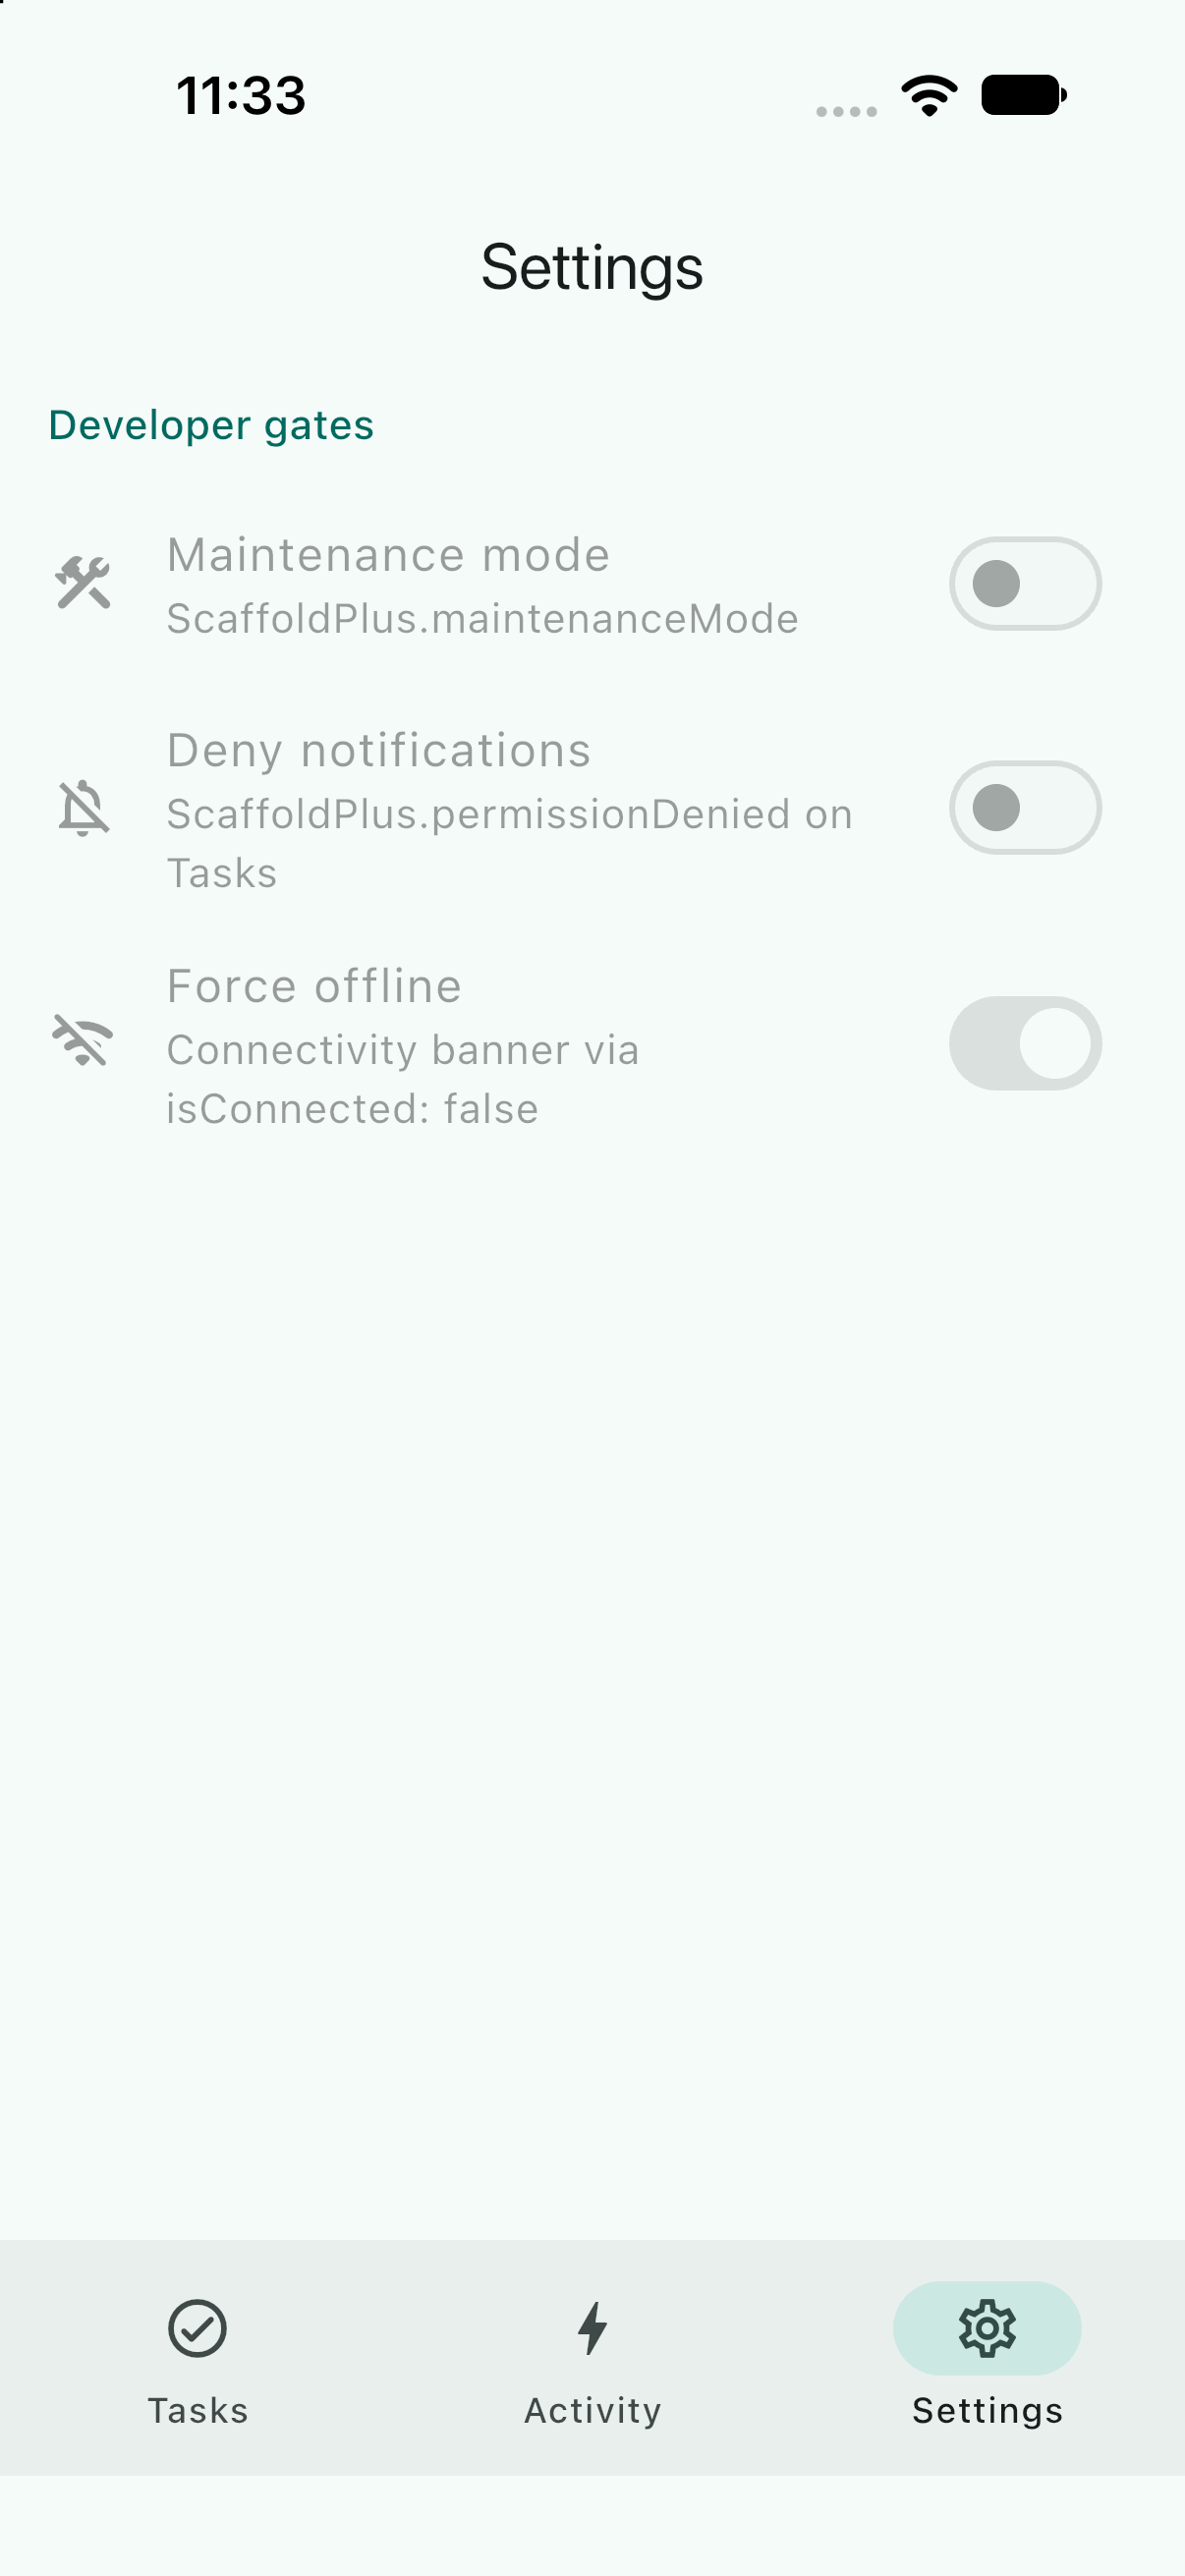 11:33
Settings
Developer gates
Maintenance mode
ScaffoldPlus.maintenanceMode
Deny notifications
ScaffoldPlus.permissionDenied on
Tasks
Force offline
Connectivity banner via
isConnected: false
Tasks
Activity
Settings